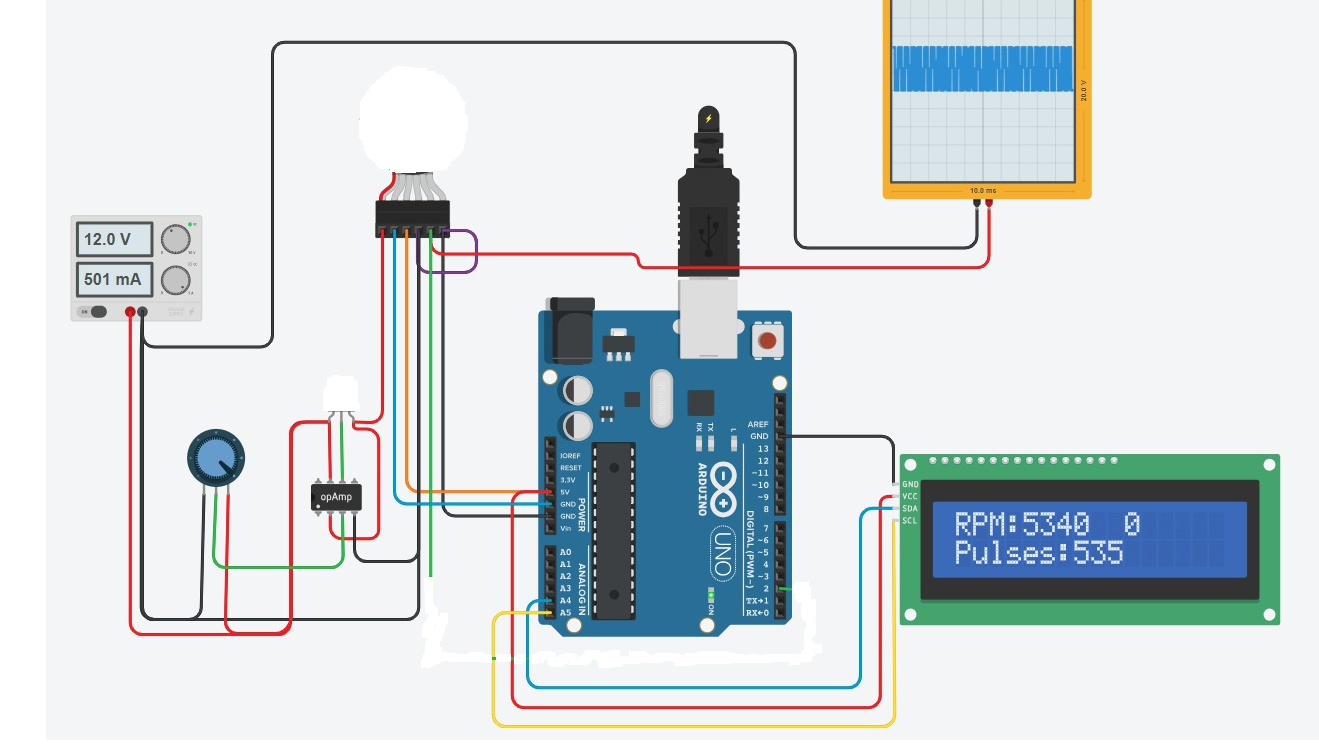 20.0 V
10.0 ms
12.0 V
501 mA
ON
opAmp
IOREF
RESET
3.3V
5V
GND
GND
Vin
POWER
A0
A1
A2
A3
A4
A5
ANALOG IN
RX
TX
L
ARDUINO
UNO
ON
AREF
GND
13
12
~11
~10
~9
8
7
~6
~5
4
~3
2
TX→1
RX←0
DIGITAL (PWM~)
GND
VCC
SDA
SCL
RPM:5340 0
Pulses:535